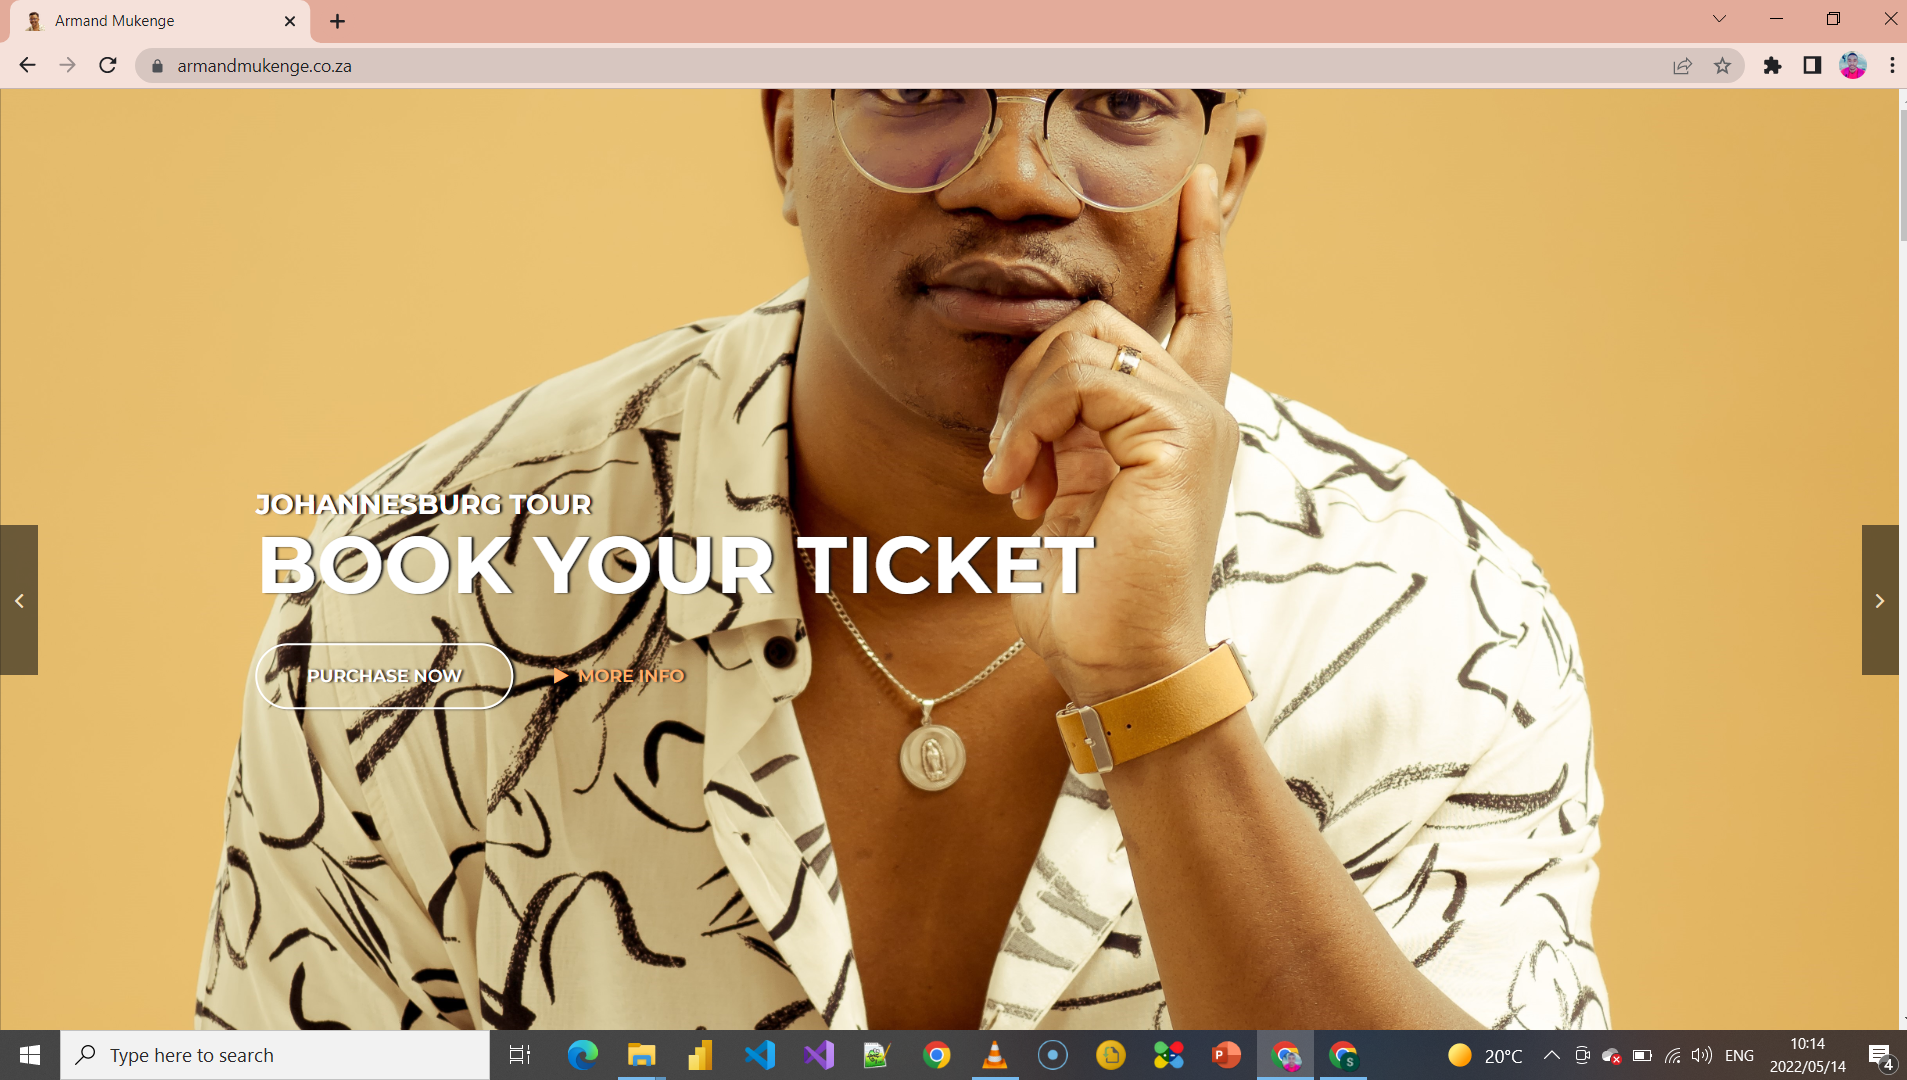 Armand Mukenge
armandmukenge.co.za
JOHANNESBURG TOUR
BOOK YOUR TICKET
PURCHASE NOW
MORE INFO
Type here to search
P
S
20°C
ENG
10:14
2022/05/14
4